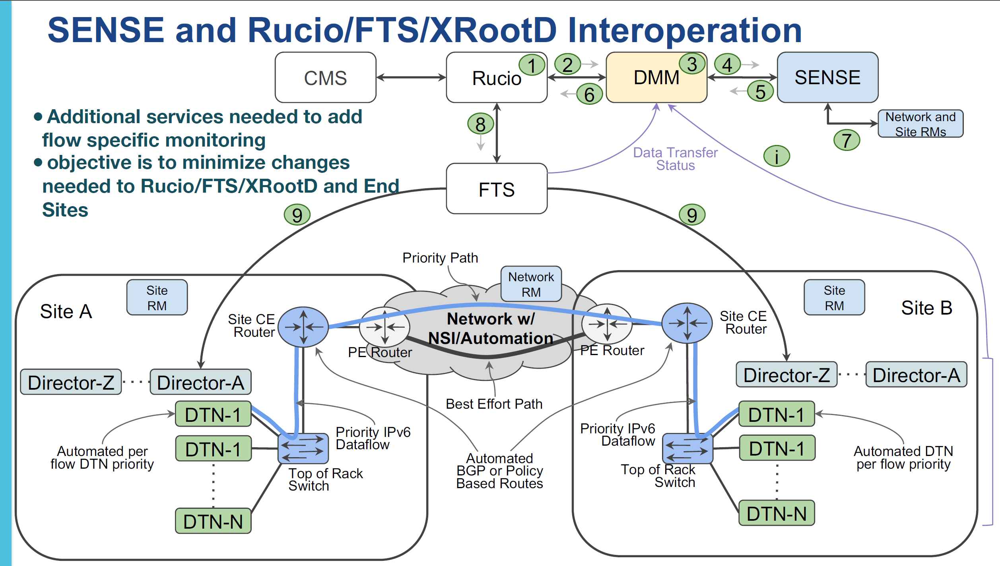 SENSE and Rucio/FTS/XRootD Interoperation
CMS
Rucio
1
2
6
DMM
3
4
5
SENSE
Network and
Site RMs
7
8
i
• Additional services needed to add
flow specific monitoring
• objective is to minimize changes
needed to Rucio/FTS/XRootD and End
Sites
Data Transfer
Status
FTS
9
9
Priority Path
Network
RM
Site A
Site
RM
Site CE
Router
PE Router
Network w/
NSI/Automation
PE Router
Site CE
Router
Site
RM
Site B
Director-Z
Director-A
Director-Z
Director-A
Best Effort Path
DTN-1
DTN-1
DTN-N
Automated per
flow DTN priority
Priority IPv6
Dataflow
Top of Rack
Switch
Automated
BGP or Policy
Based Routes
Priority IPv6
Dataflow
Top of Rack
Switch
DTN-1
DTN-1
DTN-N
Automated DTN
per flow priority